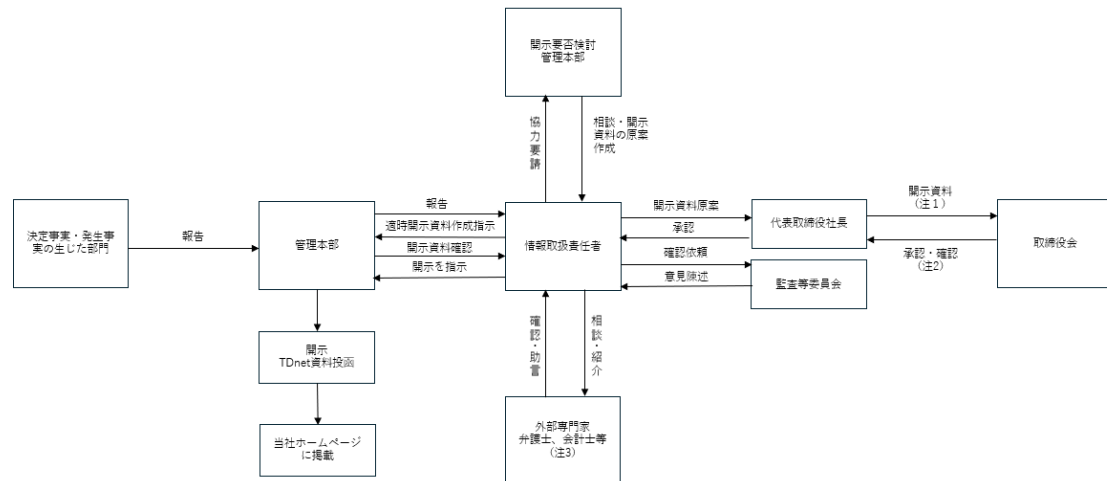 開示要否検討
管理本部
協力要請
相談・開示
資料の原案
作成
決定事実・発生事
実の生じた部門
報告
管理本部
報告
適時開示資料作成指示
開示資料確認
開示を指示
情報取扱責任者
開示資料原案
承認
確認依頼
意見陳述
代表取締役社長
監査等委員会
開示資料
（注１）
承認・確認
（注2）
取締役会
確認・助言
相談・紹介
開示
TDnet資料投函
当社ホームページ
に掲載
外部専門家
弁護士、会計士等
（注3）